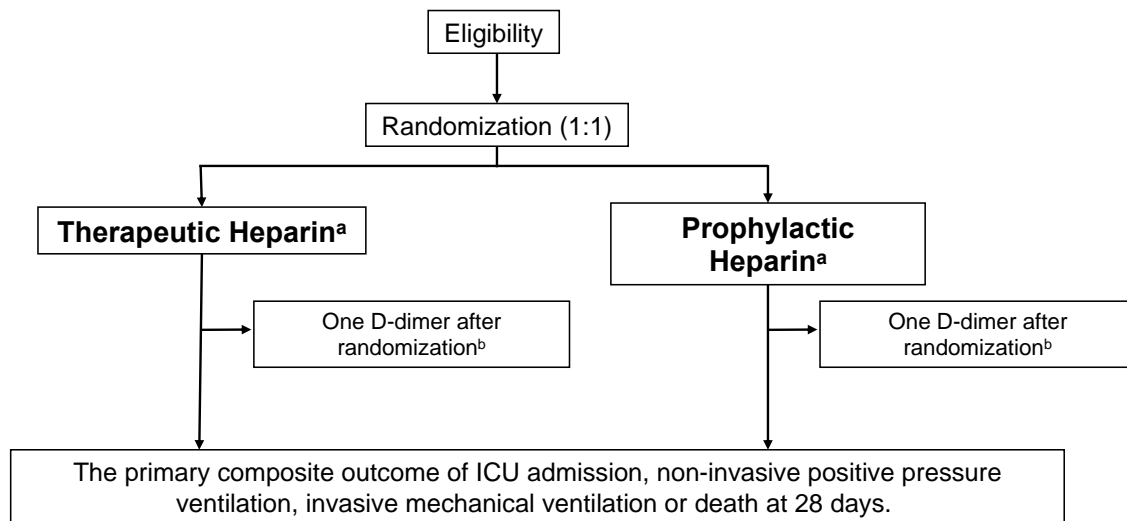 Eligibility
Randomization (1:1)
Therapeutic Heparinᵃ
Prophylactic
Heparinᵃ
One D-dimer after
randomizationᵇ
One D-dimer after
randomizationᵇ
The primary composite outcome of ICU admission, non-invasive positive pressure
ventilation, invasive mechanical ventilation or death at 28 days.